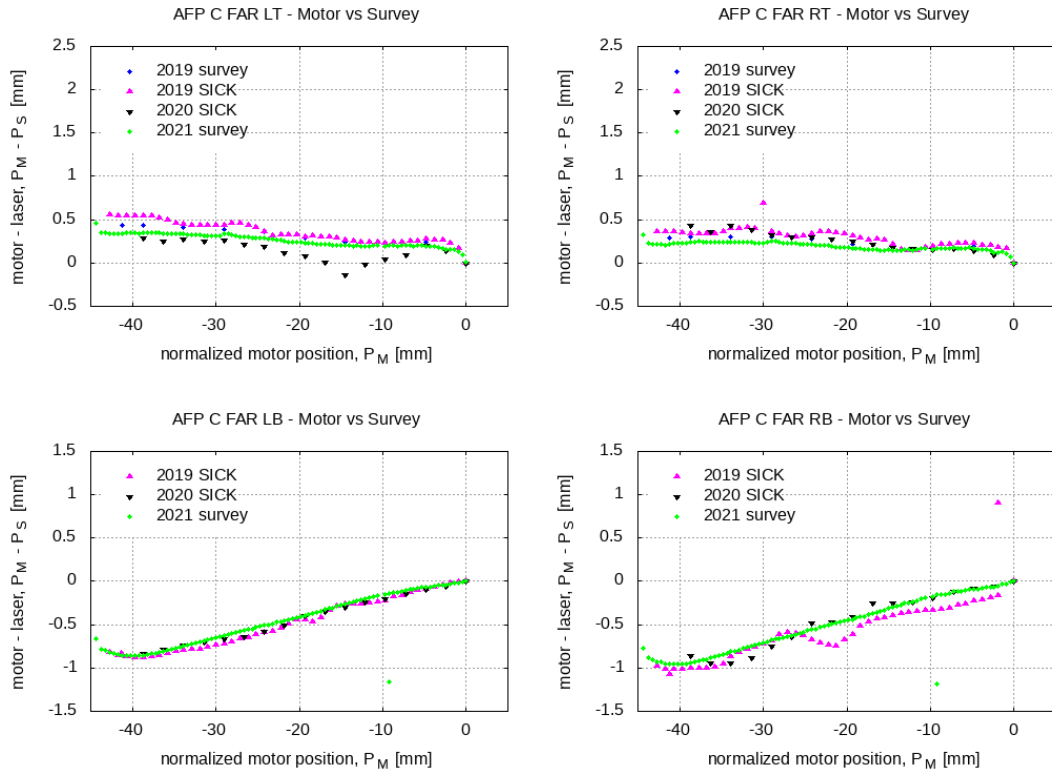 AFP C FAR LT - Motor vs Survey
motor - laser, P M - P S [mm]
2.5
2
1.5
1
0.5
0
-0.5
2019 survey
2019 SICK
2020 SICK
2021 survey
-40 -30 -20 -10 0
normalized motor position, P M [mm]
AFP C FAR RT - Motor vs Survey
motor - laser, P M - P S [mm]
2.5
2
1.5
1
0.5
0
-0.5
2019 survey
2019 SICK
2020 SICK
2021 survey
-40 -30 -20 -10 0
normalized motor position, P M [mm]
AFP C FAR LB - Motor vs Survey
motor - laser, P M - P S [mm]
1.5
1
0.5
0
-0.5
-1
-1.5
2019 SICK
2020 SICK
2021 survey
-40 -30 -20 -10 0
normalized motor position, P M [mm]
AFP C FAR RB - Motor vs Survey
motor - laser, P M - P S [mm]
1.5
1
0.5
0
-0.5
-1
-1.5
2019 SICK
2020 SICK
2021 survey
-40 -30 -20 -10 0
normalized motor position, P M [mm]